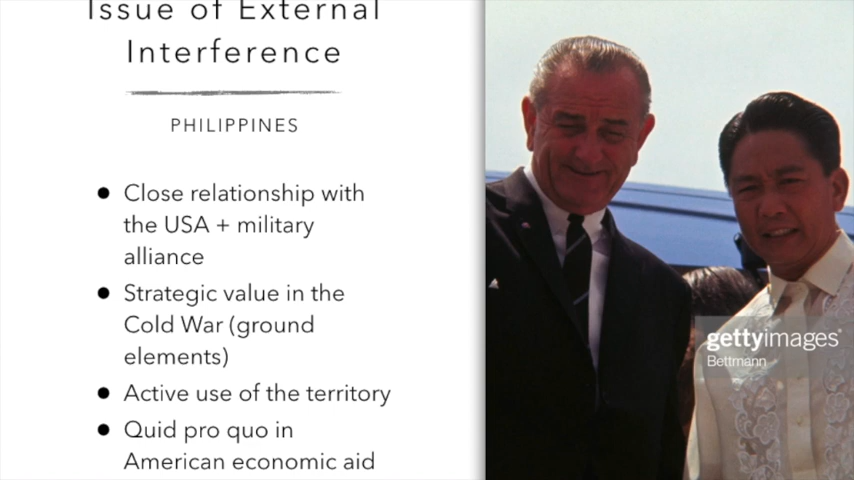 Issue of External
Interference
PHILIPPINES
● Close relationship with
the USA + military
alliance
● Strategic value in the
Cold War (ground
elements)
● Active use of the territory
● Quid pro quo in
American economic aid
gettyimages®
Bettmann